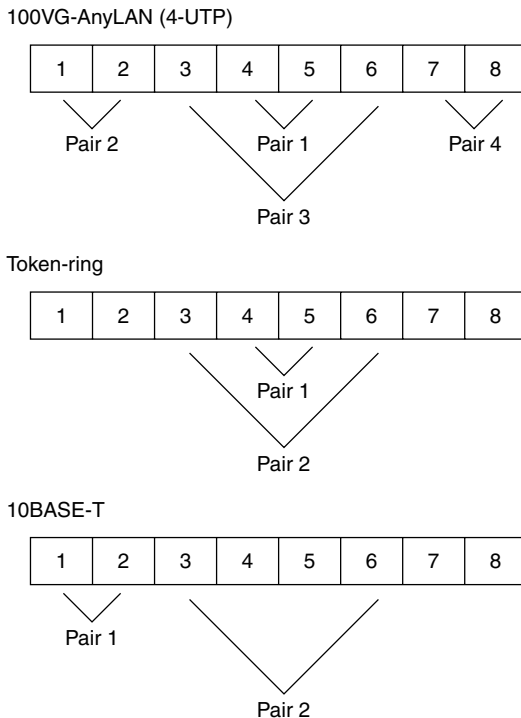 100VG-AnyLAN (4-UTP)
1 2 3 4 5 6 7 8
Pair 2 Pair 1 Pair 4
Pair 3
Token-ring
1 2 3 4 5 6 7 8
Pair 1
Pair 2
10BASE-T
1 2 3 4 5 6 7 8
Pair 1
Pair 2